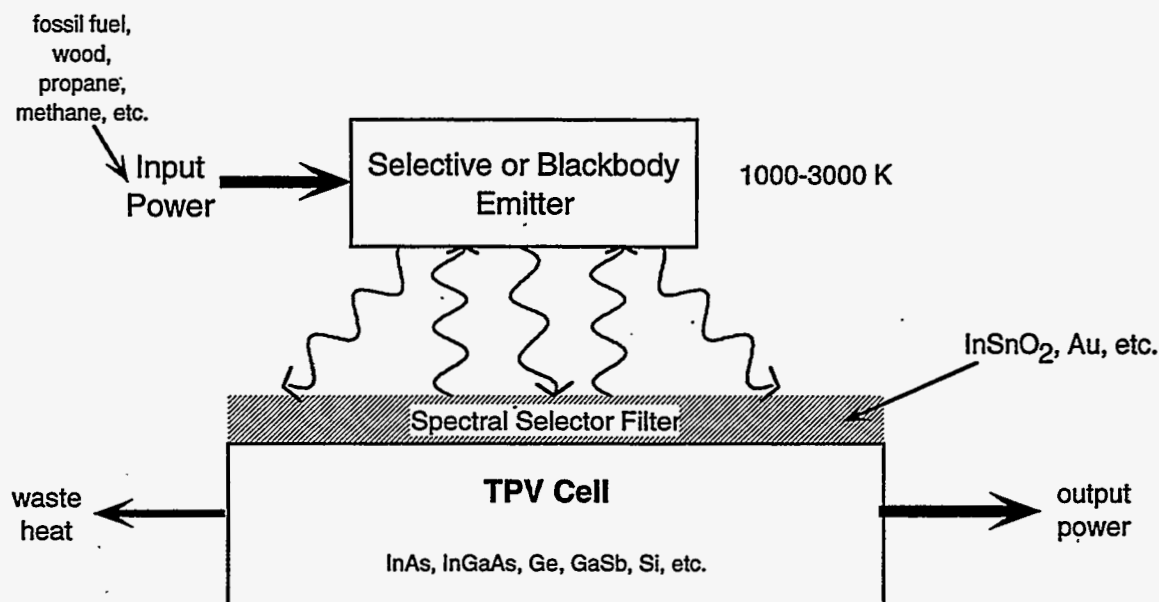 fossil fuel,
wood,
propane,
methane, etc.
Input
Power
Selective or Blackbody
Emitter
1000-3000 K
InSnO2, Au, etc.
Spectral Selector Filter
TPV Cell
waste
heat
output
power
InAs, InGaAs, Ge, GaSb, Si, etc.